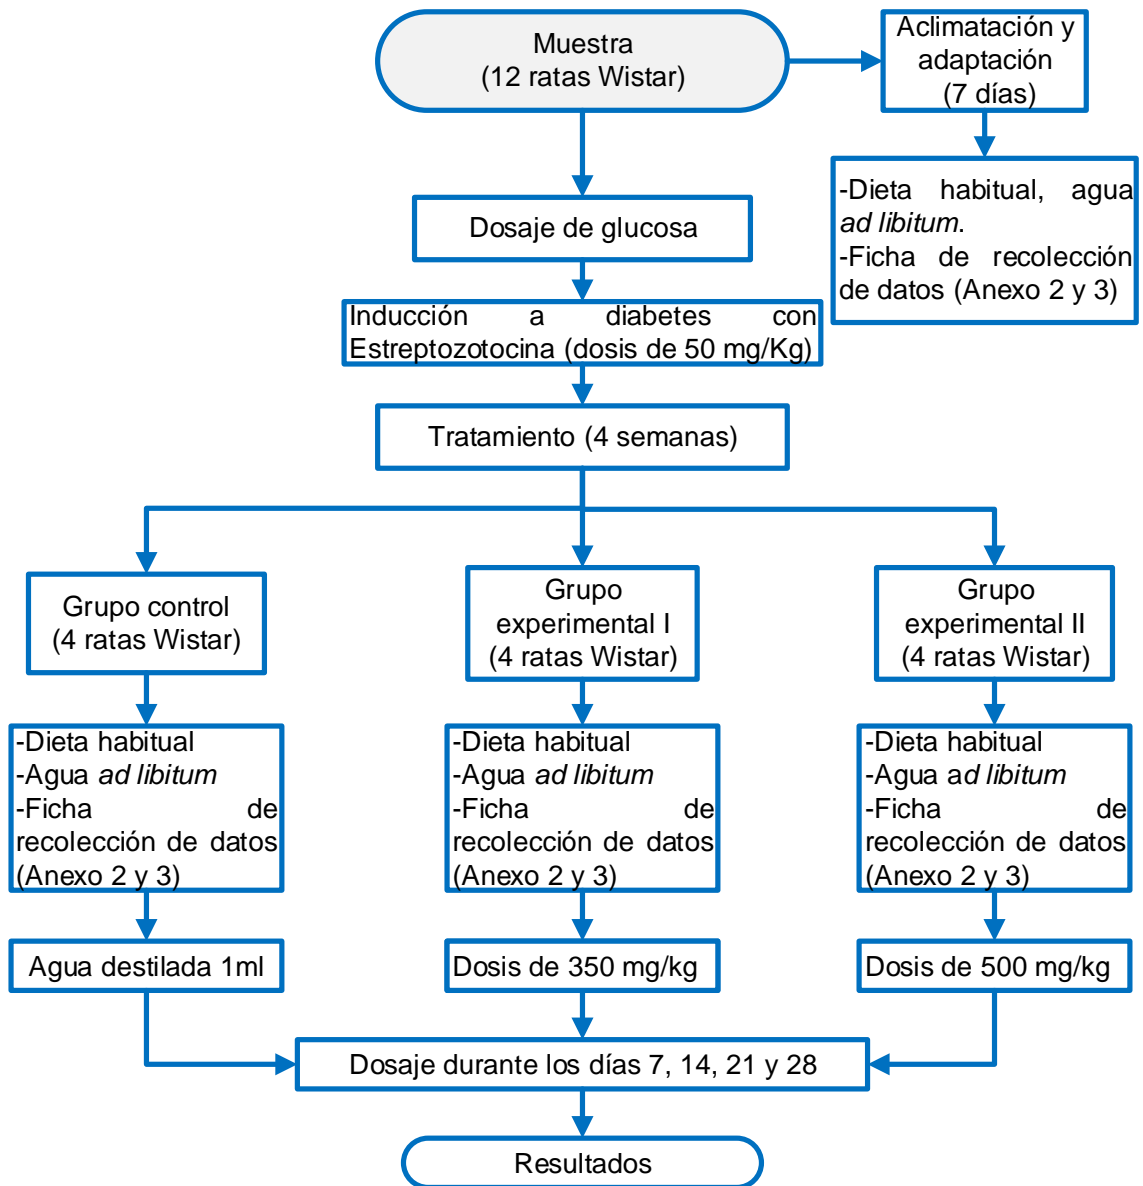 Muestra
(12 ratas Wistar)
Aclimatación y
adaptación
(7 días)
-Dieta habitual, agua
ad libitum.
-Ficha de recolección
de datos (Anexo 2 y 3)
Dosaje de glucosa
Inducción a diabetes con
Estreptozotocina (dosis de 50 mg/Kg)
Tratamiento (4 semanas)
Grupo control
(4 ratas Wistar)
Grupo
experimental I
(4 ratas Wistar)
Grupo
experimental II
(4 ratas Wistar)
-Dieta habitual
-Agua ad libitum
-Ficha de
recolección de datos
(Anexo 2 y 3)
-Dieta habitual
-Agua ad libitum
-Ficha de
recolección de datos
(Anexo 2 y 3)
-Dieta habitual
-Agua ad libitum
-Ficha de
recolección de datos
(Anexo 2 y 3)
Agua destilada 1ml
Dosis de 350 mg/kg
Dosis de 500 mg/kg
Dosaje durante los días 7, 14, 21 y 28
Resultados